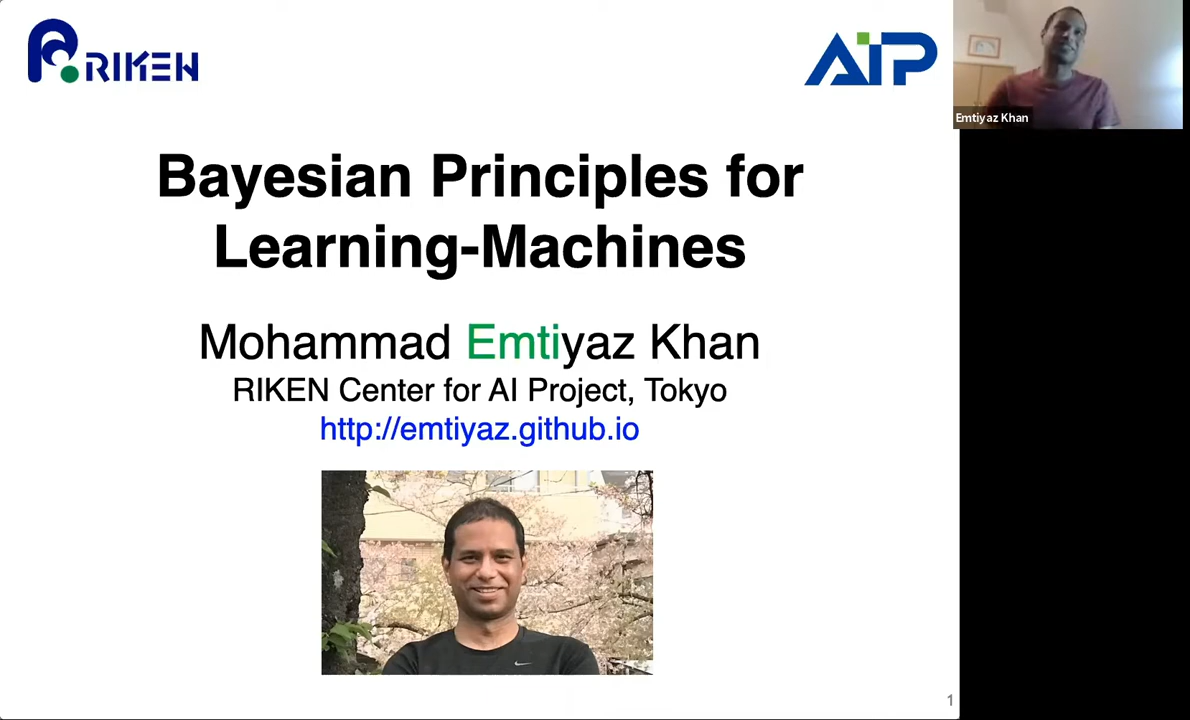 RIKEN
AIP
Emtiyaz Khan
Bayesian Principles for
Learning-Machines
Mohammad Emtiyaz Khan
RIKEN Center for AI Project, Tokyo
http://emtiyaz.github.io
1